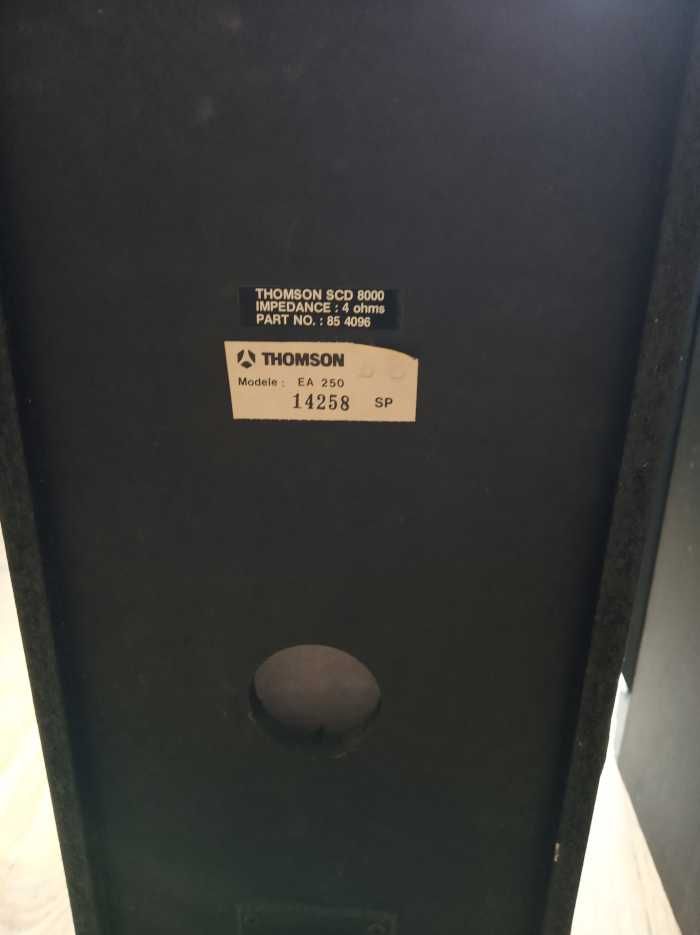 THOMSON SCD 8000
IMPEDANCE : 4 ohms
PART NO. : 85 4096
THOMSON
Modele : EA 250
14258 SP